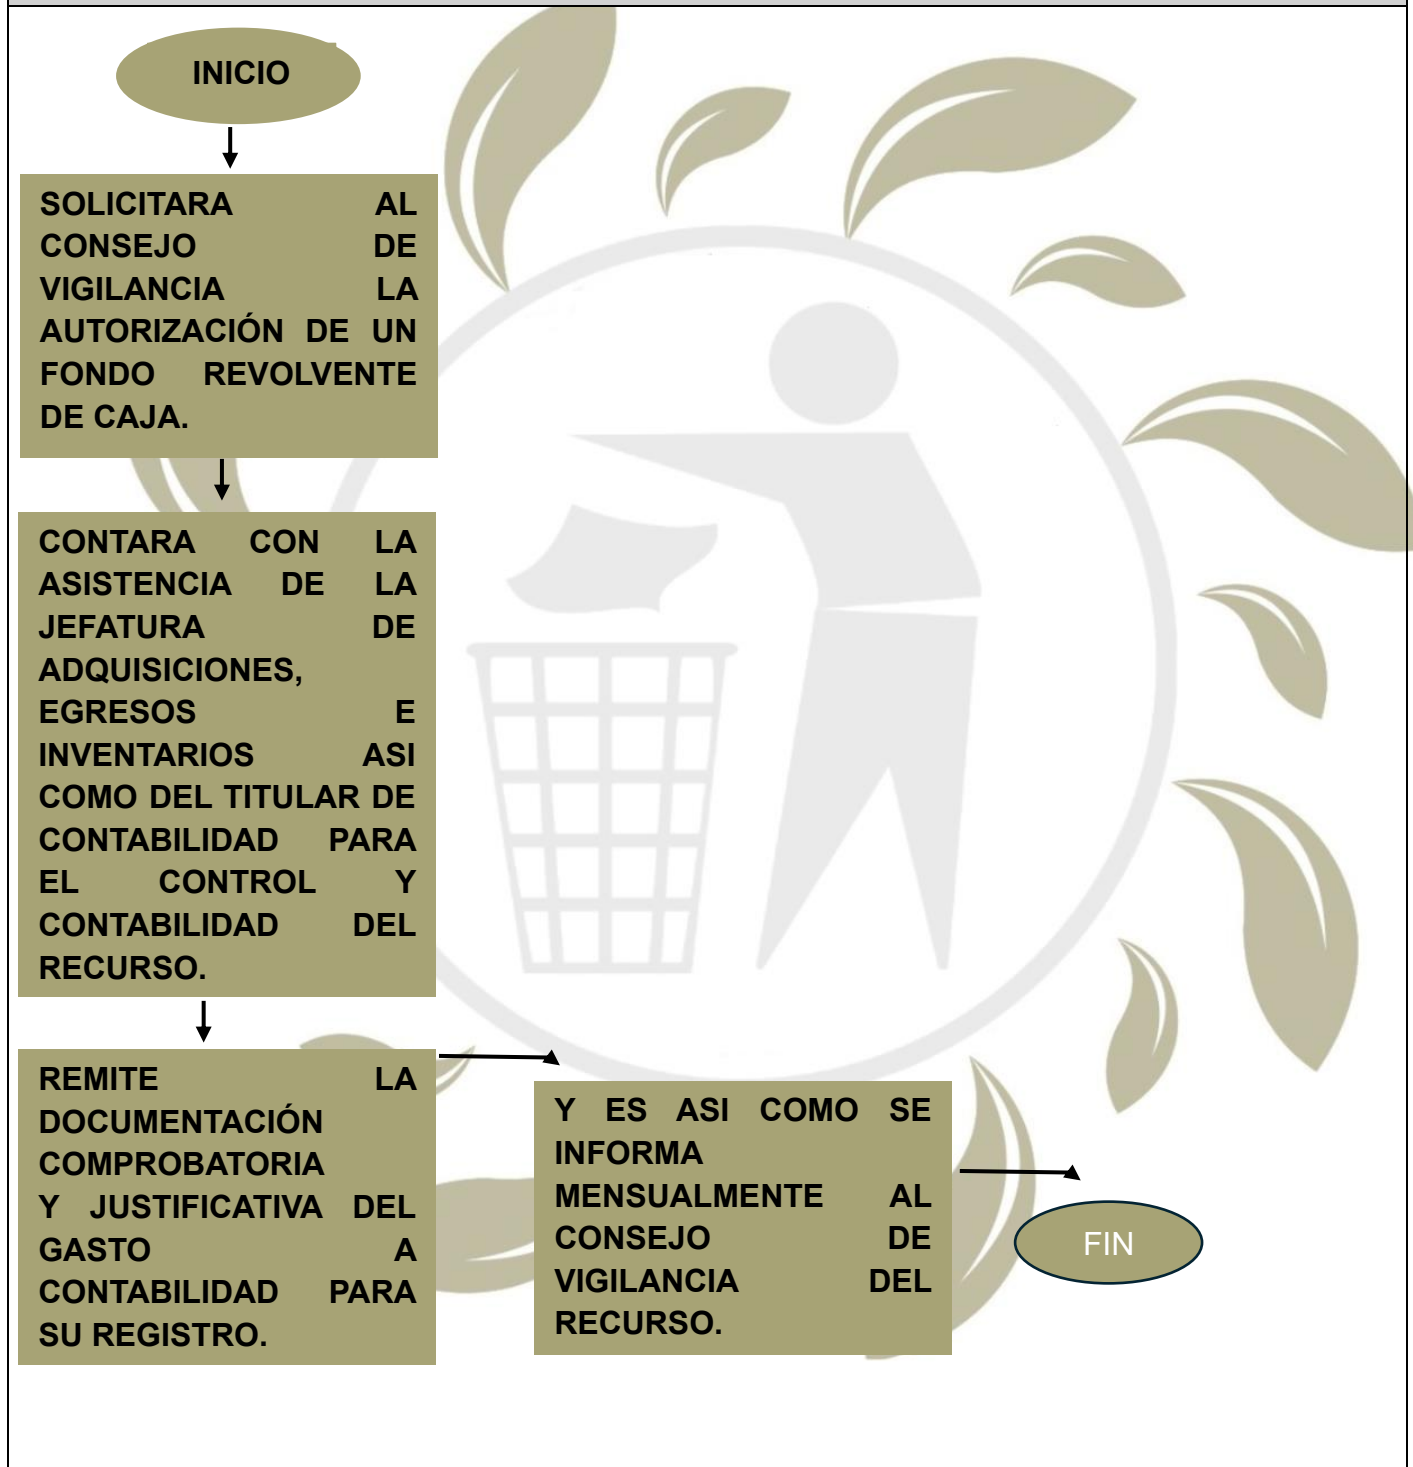 INICIO
SOLICITARA AL
CONSEJO DE
VIGILANCIA LA
AUTORIZACIÓN DE UN
FONDO REVOLVENTE
DE CAJA.
CONTARA CON LA
ASISTENCIA DE LA
JEFATURA DE
ADQUISICIONES,
EGRESOS E
INVENTARIOS ASI
COMO DEL TITULAR DE
CONTABILIDAD PARA
EL CONTROL Y
CONTABILIDAD DEL
RECURSO.
REMITE LA
DOCUMENTACIÓN
COMPROBATORIA
Y JUSTIFICATIVA DEL
GASTO A
CONTABILIDAD PARA
SU REGISTRO.
Y ES ASI COMO SE
INFORMA
MENSUALMENTE AL
CONSEJO DE
VIGILANCIA DEL
RECURSO.
FIN